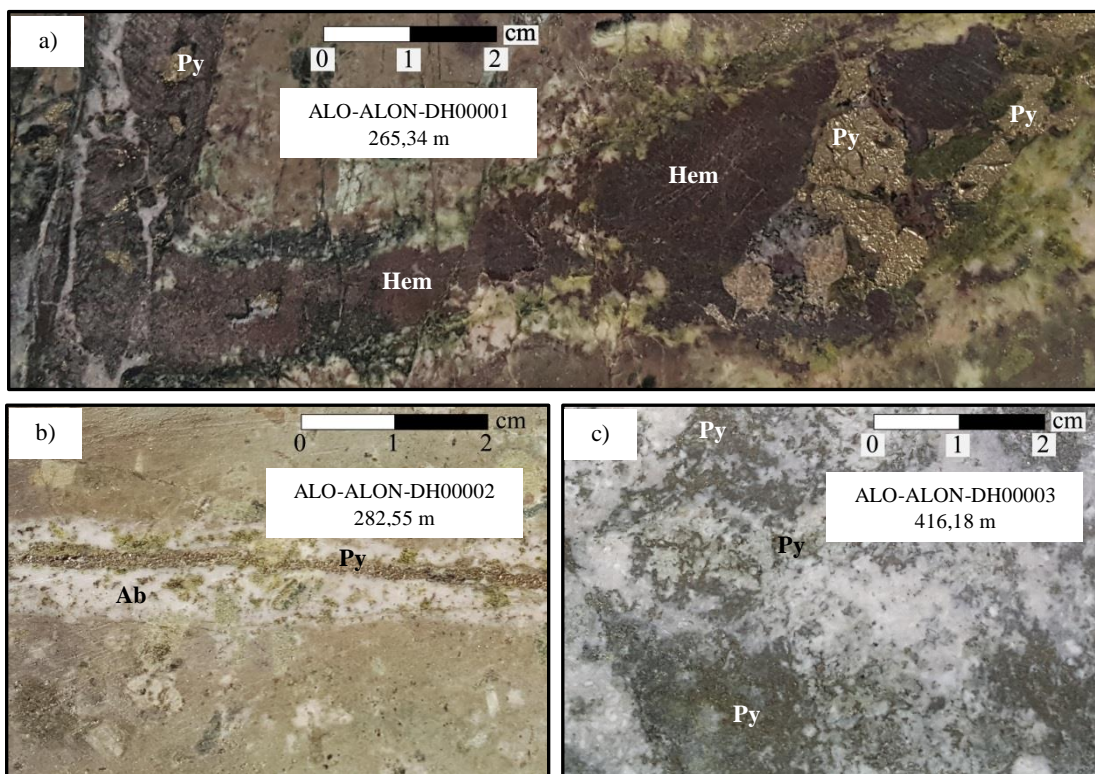 a)
cm
0 1 2
ALO-ALON-DH00001
265,34 m
Py
Py
Py
Hem
Hem
b)
cm
0 1 2
ALO-ALON-DH00002
282,55 m
Py
Ab
c)
cm
0 1 2
ALO-ALON-DH00003
416,18 m
Py
Py
Py